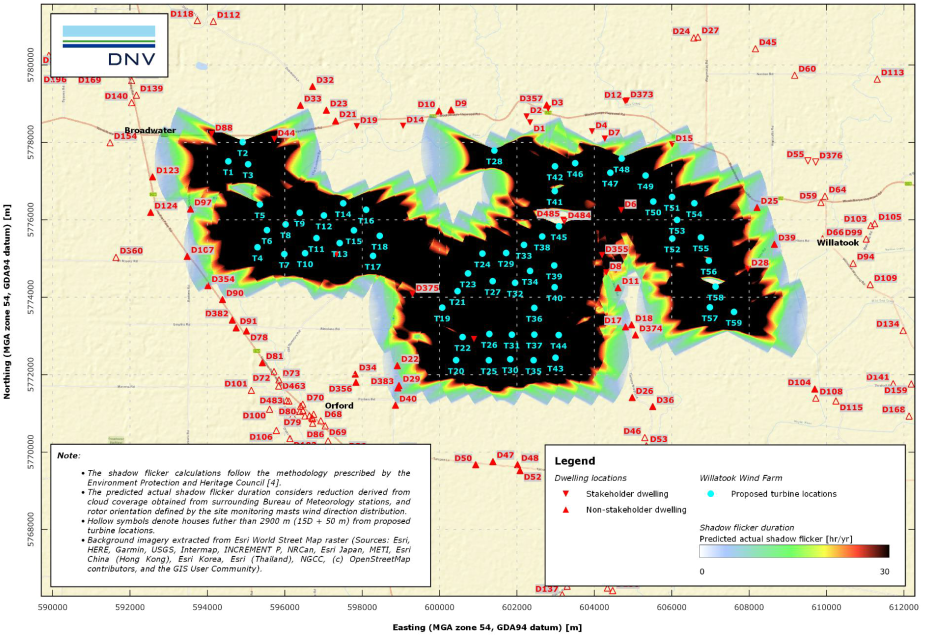 DNV
D118
D112
D24
D27
D45
D60
D113
D196
D169
D139
D140
D154
Broadwater
D32
D33
D23
D21
D19
D14
D10
D9
D357
D3
D2
D1
D12
D373
D4
D7
D15
D55
D376
D59
D64
D88
D44
D123
D124
D97
D360
D107
D354
D90
D382
D91
D78
D81
D25
D39
D28
D103
D105
D66
D99
Willatook
D94
D109
D134
T2
T1
T3
T5
T6
T8
T9
T4
T7
T10
T11
T12
T13
T14
T15
T16
T17
T18
T28
T42
T46
T41
T48
T47
T49
T50
T51
T54
T53
T52
T55
T56
T58
T57
T59
D6
D485
D484
T45
T38
T33
T29
T24
T23
T27
T34
T32
T39
T40
T21
T19
T36
T22
T26
T31
T37
T44
T20
T25
T30
T35
T43
D355
D8
D11
D375
D17
D18
D374
D22
D34
D356
D383
D29
D40
D26
D36
D46
D53
D73
D72
D463
D101
D483
D70
D100
D80
D79
D68
D86
D69
D106
Orford
D104
D108
D115
D141
D159
D168
D50
D47
D48
D52
D137
Note:
• The shadow flicker calculations follow the methodology prescribed by the
Environment Protection and Heritage Council [4].
• The predicted actual shadow flicker duration considers reduction derived from
cloud coverage obtained from surrounding Bureau of Meteorology stations, and
rotor orientation defined by the site monitoring masts wind direction distribution.
• Hollow symbols denote houses futher than 2900 m (15D + 50 m) from proposed
turbine locations.
• Background imagery extracted from Esri World Street Map raster (Sources: Esri,
HERE, Garmin, USGS, Intermap, INCREMENT P, NRCan, Esri Japan, METI, Esri
China (Hong Kong), Esri Korea, Esri (Thailand), NGCC, (c) OpenStreetMap
contributors, and the GIS User Community).
Legend
Dwelling locations
Stakeholder dwelling
Non-stakeholder dwelling
Willatook Wind Farm
Proposed turbine locations
Shadow flicker duration
Predicted actual shadow flicker [hr/yr]
0
30
Northing (MGA zone 54, GDA94 datum) [m]
5780000
5778000
5776000
5774000
5772000
5770000
5768000
590000
592000
594000
596000
598000
600000
602000
604000
606000
608000
610000
612000
Easting (MGA zone 54, GDA94 datum) [m]